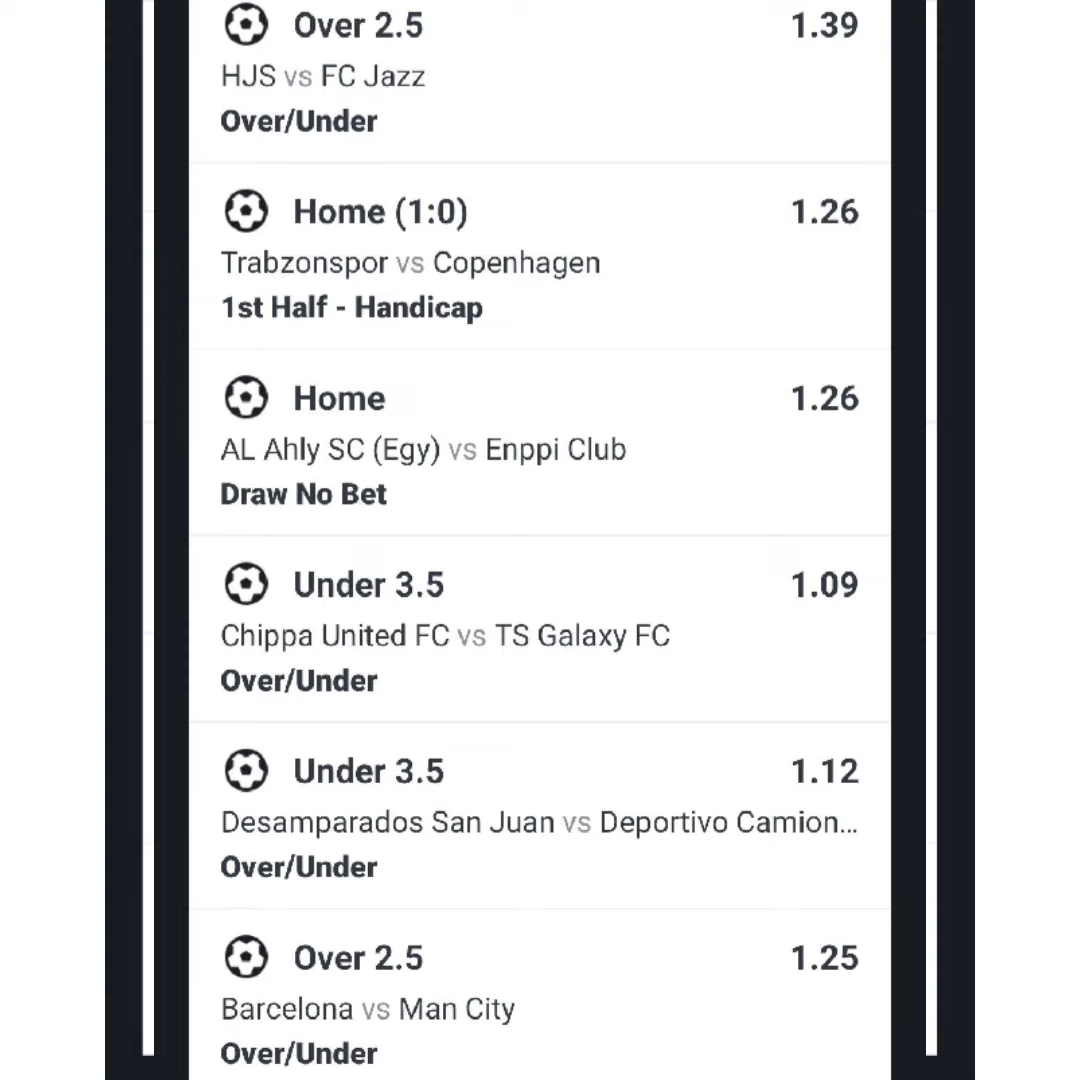 Over 2.5 1.39
HJS vs FC Jazz
Over/Under
Home (1:0) 1.26
Trabzonspor vs Copenhagen
1st Half - Handicap
Home 1.26
AL Ahly SC (Egy) vs Enppi Club
Draw No Bet
Under 3.5 1.09
Chippa United FC vs TS Galaxy FC
Over/Under
Under 3.5 1.12
Desamparados San Juan vs Deportivo Camion...
Over/Under
Over 2.5 1.25
Barcelona vs Man City
Over/Under